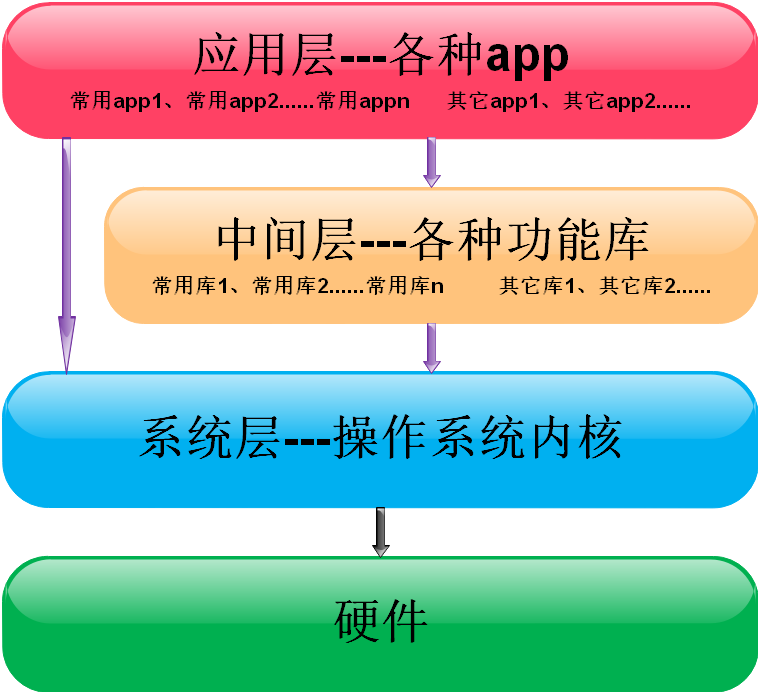 应用层---各种app
常用app1、常用app2......常用appn 其它app1、其它app2......
中间层---各种功能库
常用库1、常用库2......常用库n 其它库1、其它库2......
系统层---操作系统内核
硬件